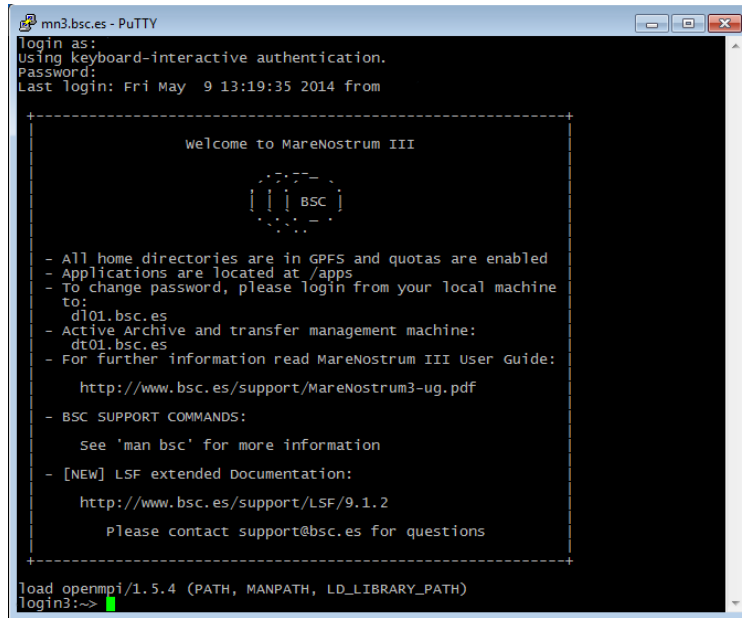 mn3.bsc.es - PuTTY
login as:
Using keyboard-interactive authentication.
Password:
Last login: Fri May  9 13:19:35 2014 from
Welcome to MareNostrum III
BSC
- All home directories are in GPFS and quotas are enabled
- Applications are located at /apps
- To change password, please login from your local machine
to:
dl01.bsc.es
- Active Archive and transfer management machine:
dt01.bsc.es
- For further information read MareNostrum III User Guide:
http://www.bsc.es/support/MareNostrum3-ug.pdf
- BSC SUPPORT COMMANDS:
See 'man bsc' for more information
- [NEW] LSF extended Documentation:
http://www.bsc.es/support/LSF/9.1.2
Please contact support@bsc.es for questions
load openmpi/1.5.4 (PATH, MANPATH, LD_LIBRARY_PATH)
login3:~>